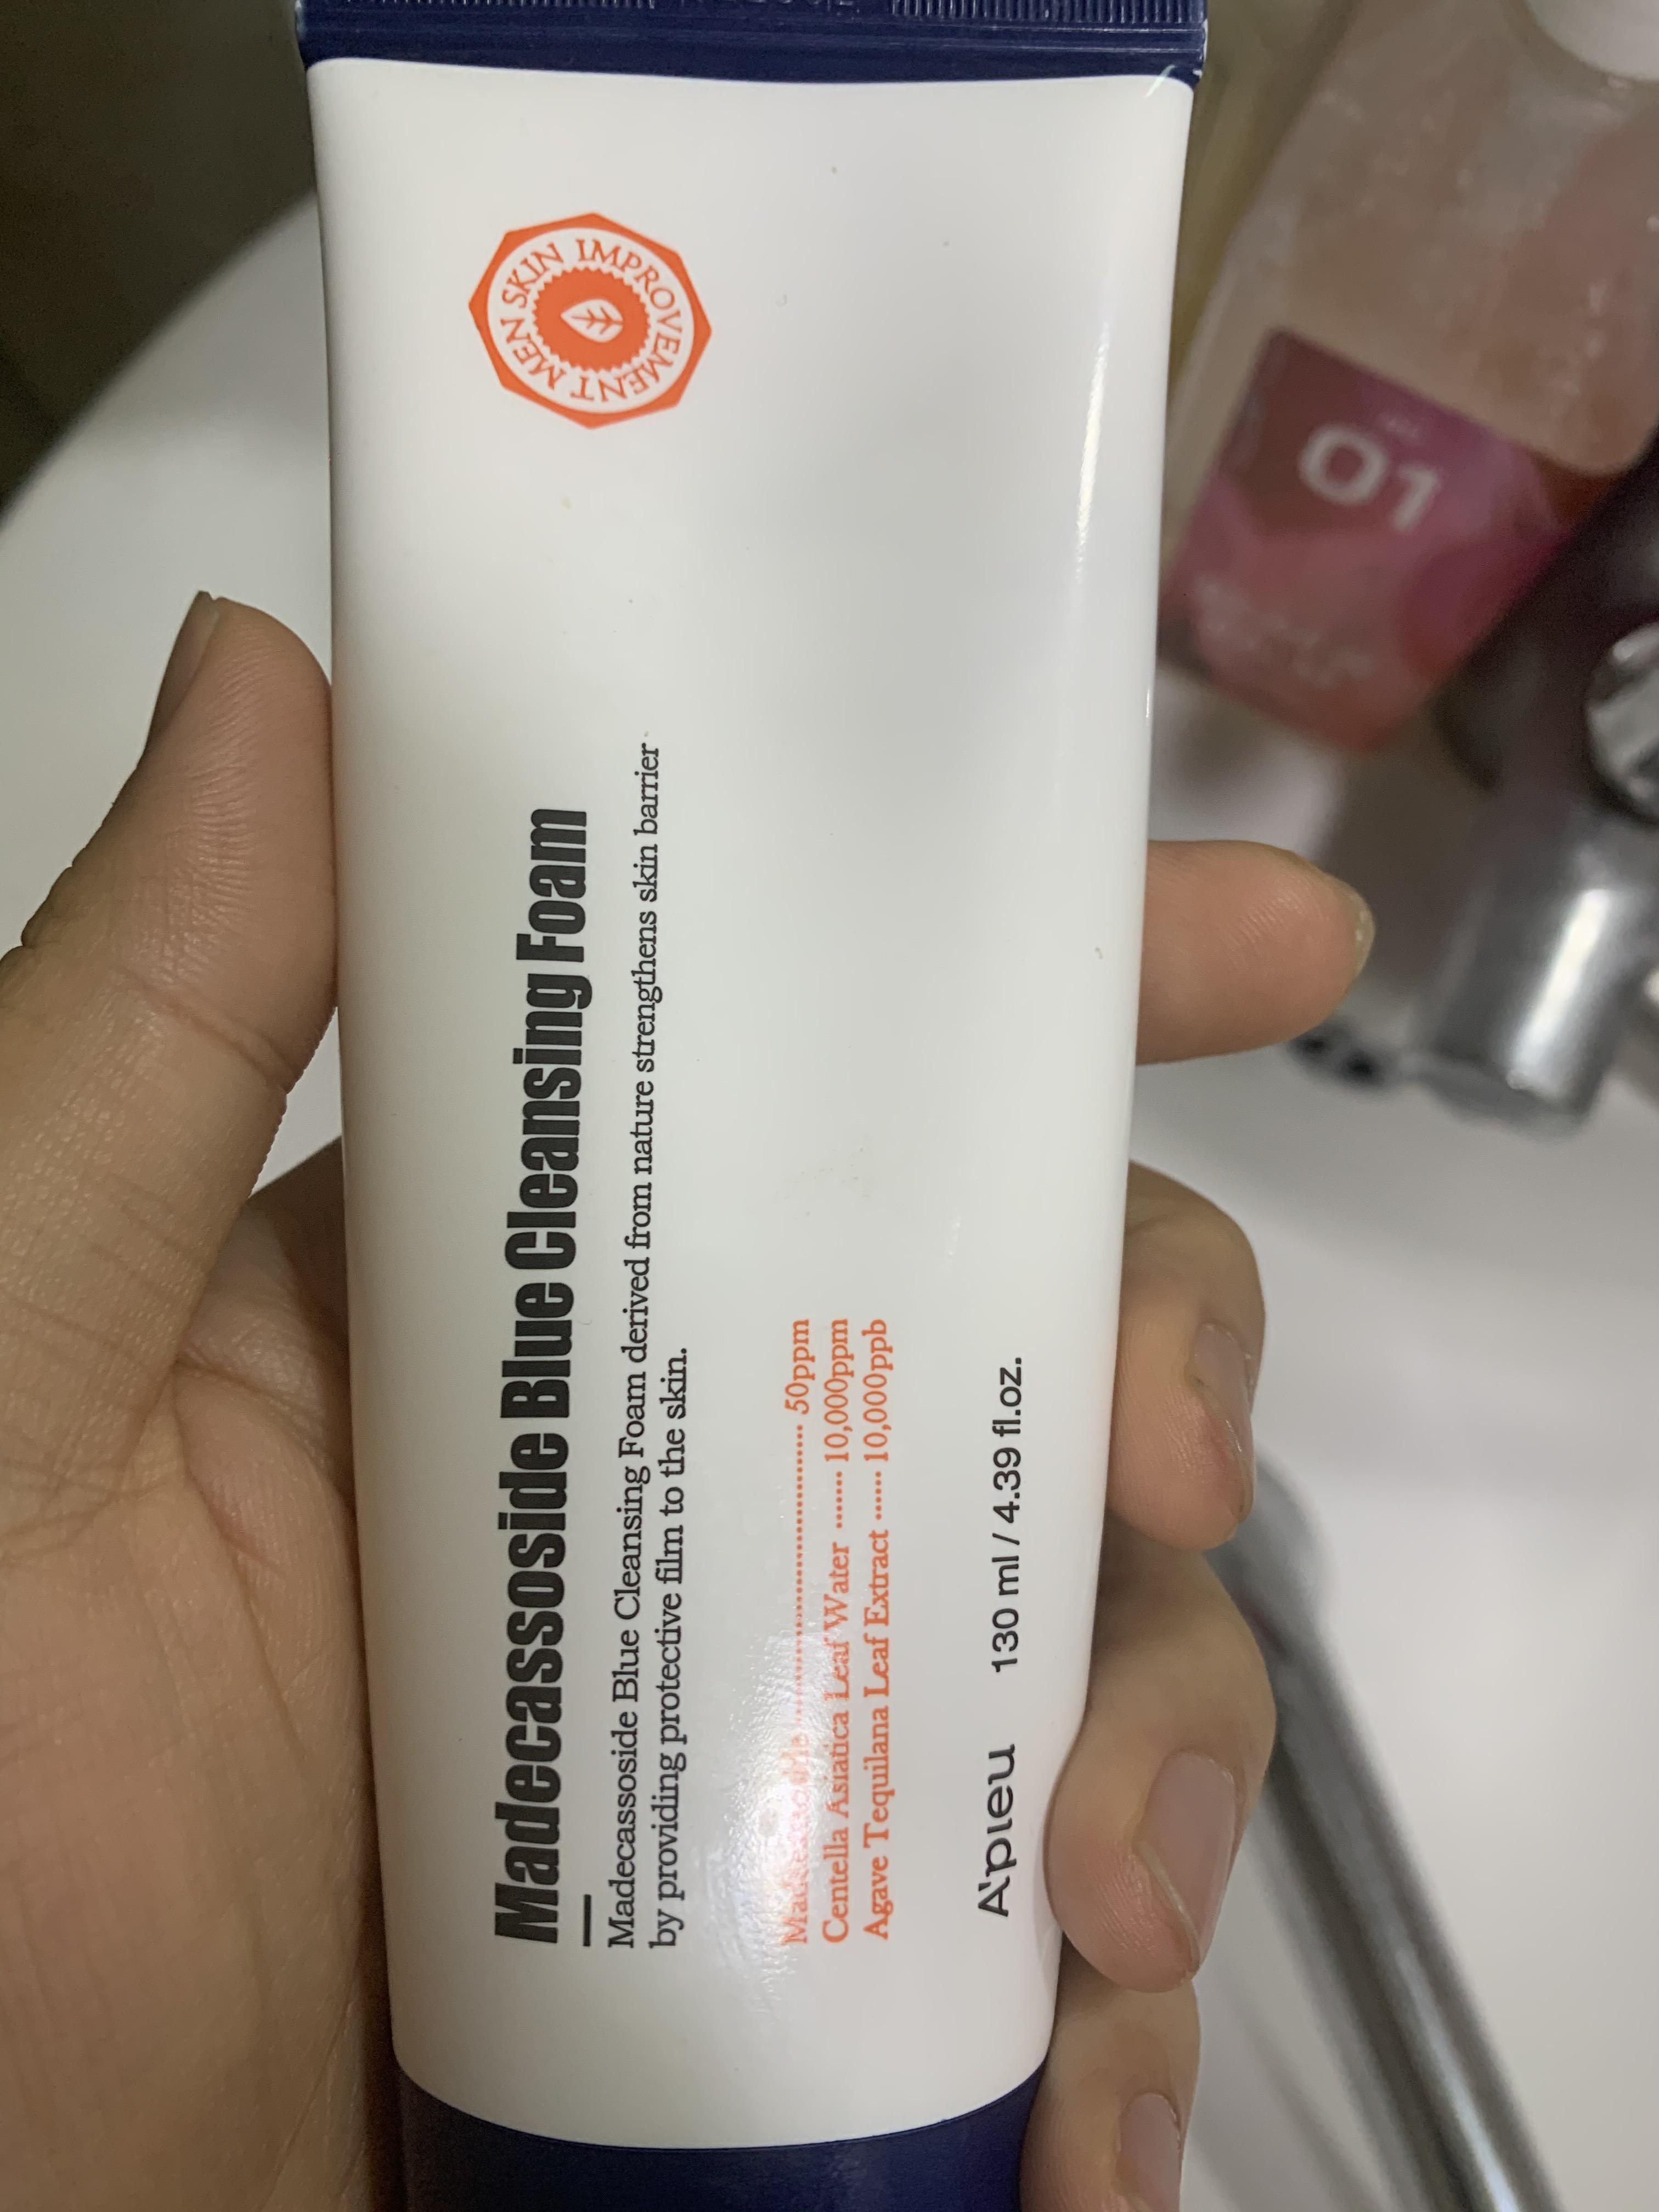 MEN SKIN IMPROVEMENT
Madecassoside Blue Cleansing Foam
Madecassoside Blue Cleansing Foam derived from nature strengthens skin barrier
by providing protective film to the skin.
Madecassoside ........................ 50ppm
Centella Asiatica Leaf Water ...... 10,000ppm
Agave Tequilana Leaf Extract ...... 10,000ppb
A'pieu 130 ml / 4.39 fl.oz.
01